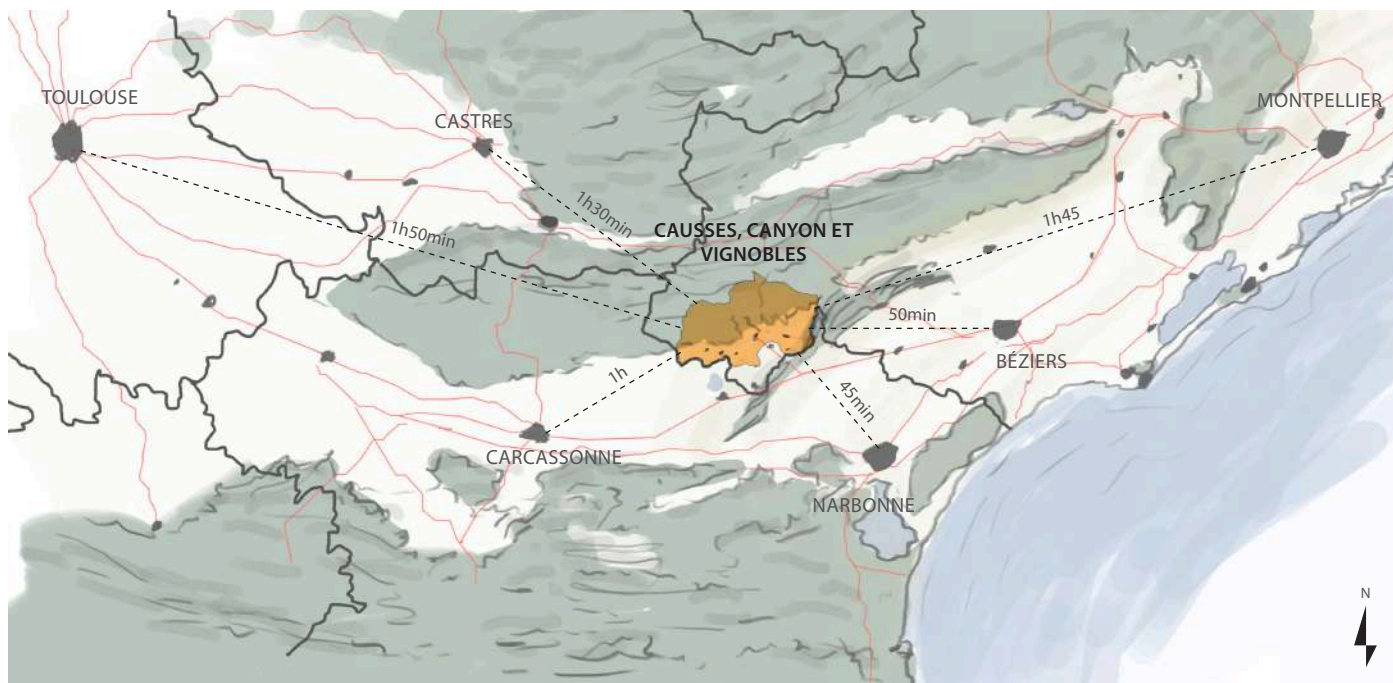 TOULOUSE
MONTPELLIER
CASTRES
1h30min
1h50min
1h45
CAUSSES, CANYON ET
VIGNOBLES
50min
BÉZIERS
1h
45min
CARCASSONNE
NARBONNE
N